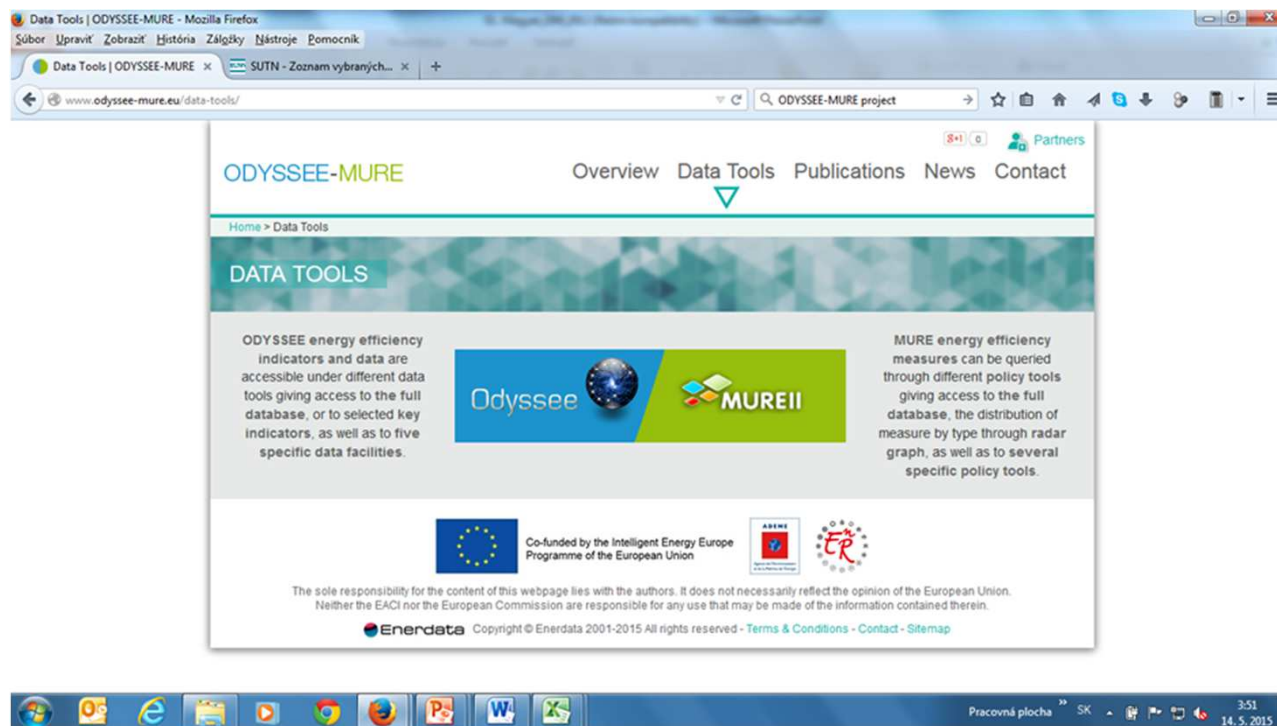 Data Tools | ODYSSEE-MURE - Mozilla Firefox
Súbor Upraviť Zobraziť História Záložky Nástroje Pomocník
Data Tools | ODYSSEE-MURE × SUTN - Zoznam vybraných... × +
www.odyssee-mure.eu/data-tools/ ODYSSEE-MURE project
g+1 0 Partners
ODYSSEE-MURE Overview Data Tools Publications News Contact
Home > Data Tools
DATA TOOLS
ODYSSEE energy efficiency
indicators and data are
accessible under different data
tools giving access to the full
database, or to selected key
indicators, as well as to five
specific data facilities.
Odyssee MUREII
MURE energy efficiency
measures can be queried
through different policy tools
giving access to the full
database, the distribution of
measure by type through radar
graph, as well as to several
specific policy tools.
Co-funded by the Intelligent Energy Europe
Programme of the European Union
ADEME
EnR
The sole responsibility for the content of this webpage lies with the authors. It does not necessarily reflect the opinion of the European Union.
Neither the EACI nor the European Commission are responsible for any use that may be made of the information contained therein.
Enerdata Copyright © Enerdata 2001-2015 All rights reserved - Terms & Conditions - Contact - Sitemap
Pracovná plocha » SK 3:51
14. 5. 2015